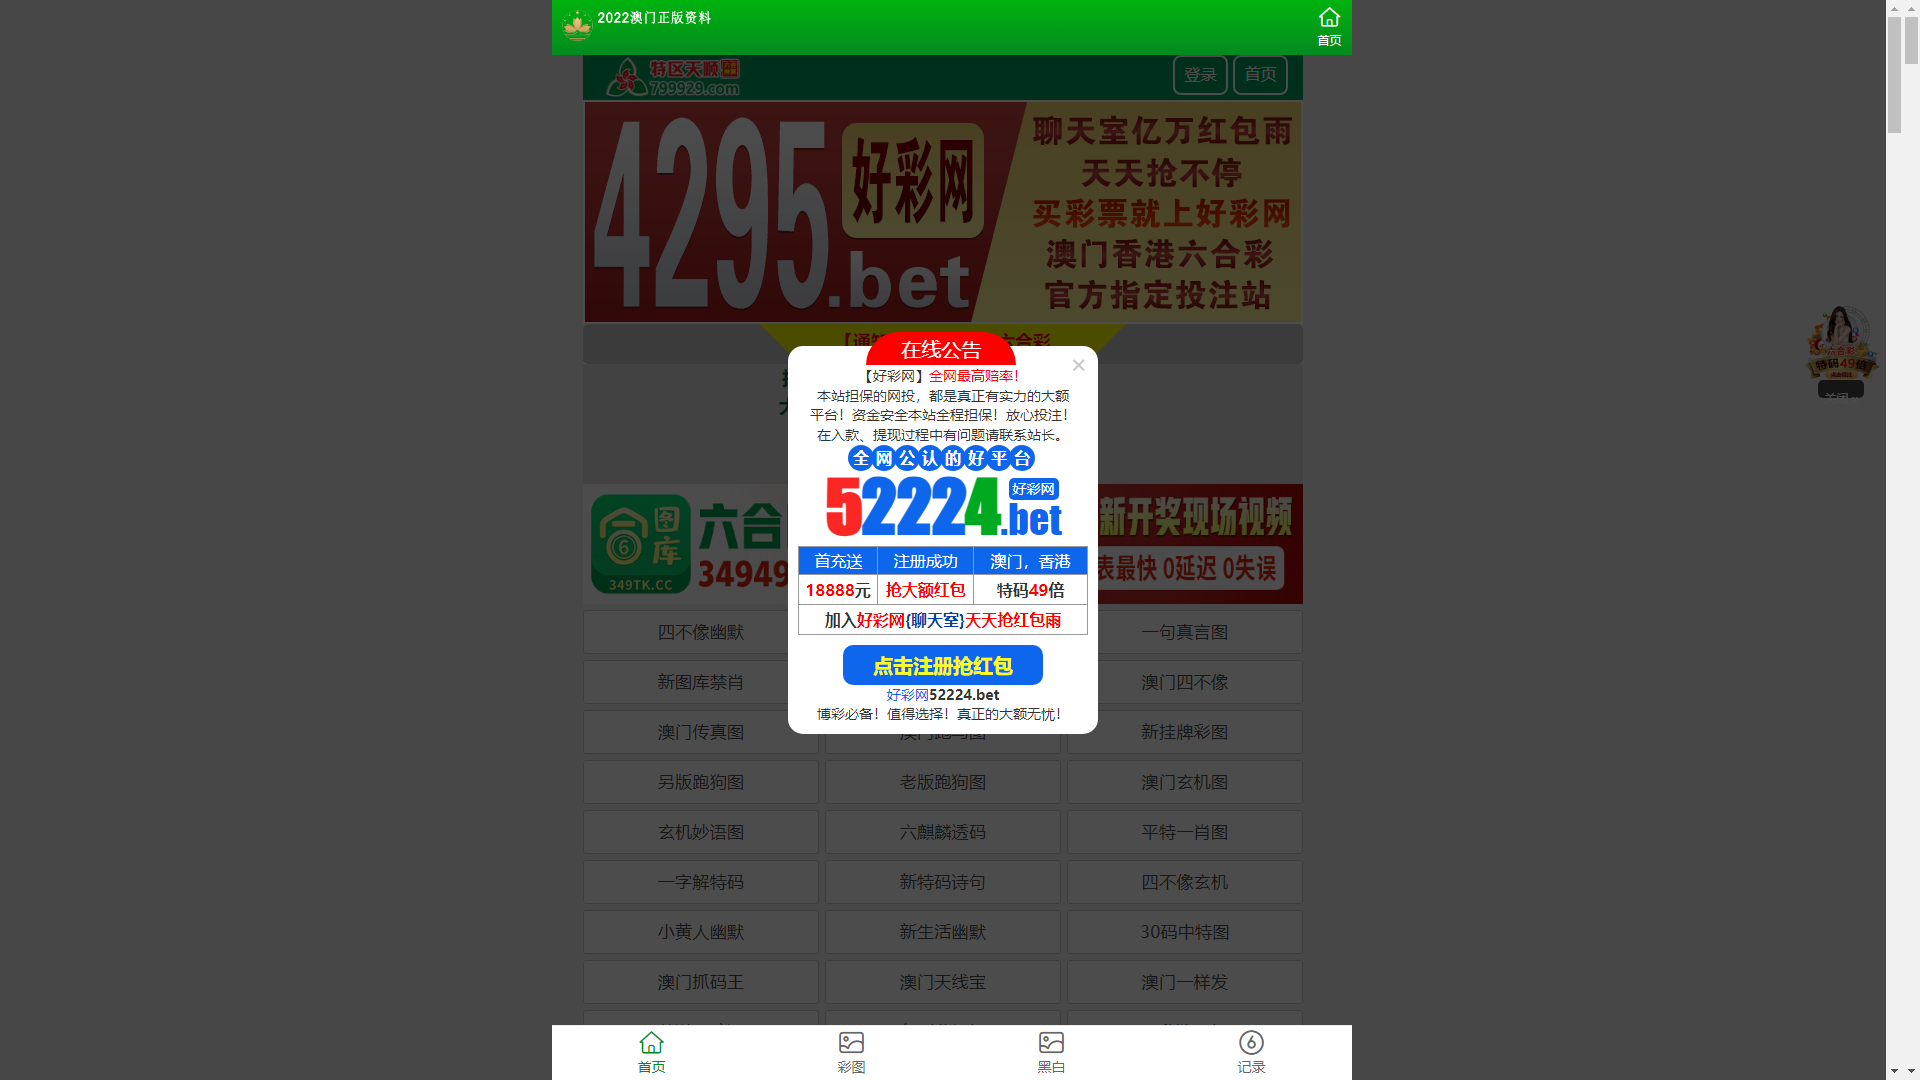 2022澳门正版资料
首页
特区天顺
799929.com
登录
首页
4295.bet
好彩网
聊天室亿万红包雨
天天抢不停
买彩票就上好彩网
澳门香港六合彩
官方指定投注站
在线公告
×
【好彩网】全网最高赔率！
本站担保的网投，都是真正有实力的大额
平台！资金安全本站全程担保！放心投注！
在入款、提现过程中有问题请联系站长。
全网公认的好平台
52224.bet
好彩网
首充送 注册成功 澳门，香港
18888元 抢大额红包 特码49倍
加入好彩网{聊天室}天天抢红包雨
点击注册抢红包
好彩网52224.bet
博彩必备！值得选择！真正的大额无忧！
六合彩
特码49倍
图库
6
349TK.CC
六合
34949
新开奖现场视频
表最快 0延迟 0失误
四不像幽默 一句真言图
新图库禁肖 澳门四不像
澳门传真图 澳门跑马图 新挂牌彩图
另版跑狗图 老版跑狗图 澳门玄机图
玄机妙语图 六麒麟透码 平特一肖图
一字解特码 新特码诗句 四不像玄机
小黄人幽默 新生活幽默 30码中特图
澳门抓码王 澳门天线宝 澳门一样发
首页 彩图 黑白 记录